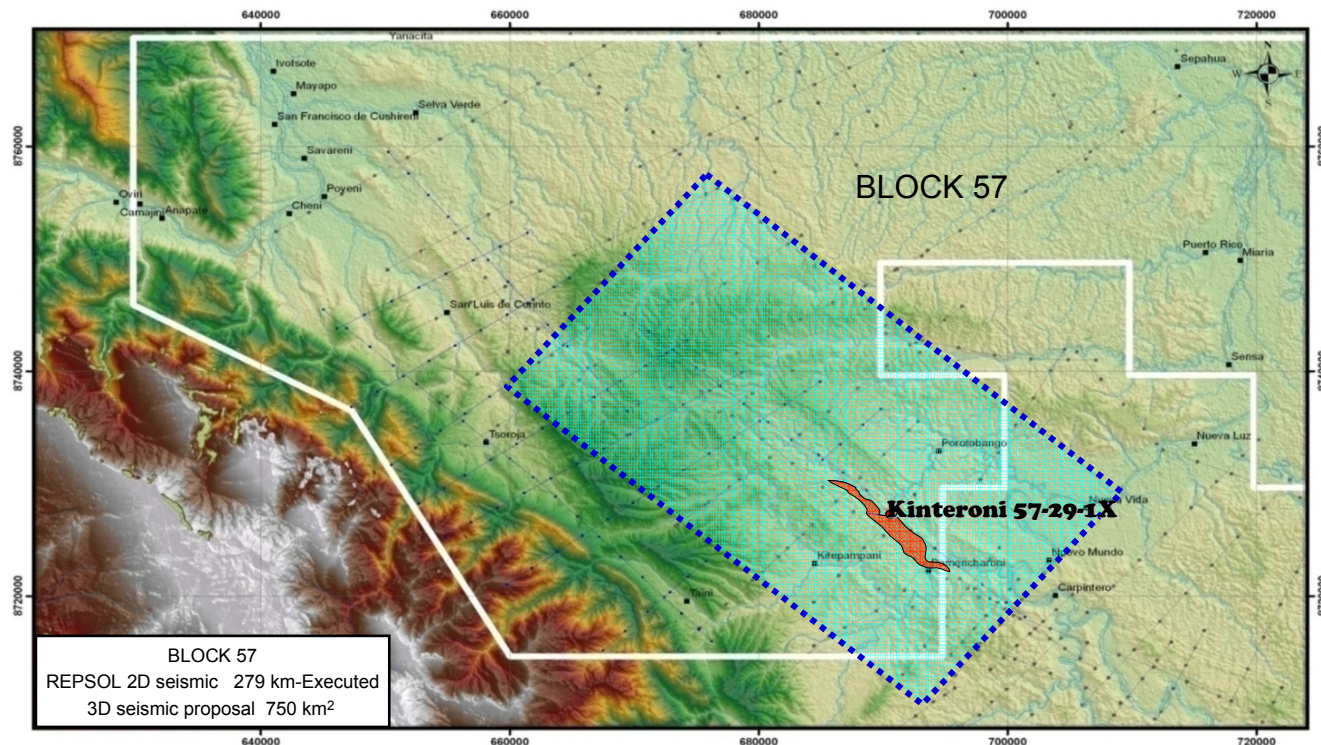 640000 660000 680000 700000 720000
Yanacita
N
W E
S
Sepahua
Ivotsote
Mayapo
Selva Verde
San Francisco de Cushireni
8760000
Savareni
Poyeni
Oviri
Camajini
Anapate
Cheni
BLOCK 57
Puerto Rico
Miaria
San Luis de Corinto
Sensa
8740000 8740000
Tsoroja
Porotobango
Nueva Luz
Nueva Vida
Kinteroni 57-29-1X
Kitepampani
Nuevo Mundo
Carpintero
Taini
8720000
BLOCK 57
REPSOL 2D seismic 279 km-Executed
3D seismic proposal 750 km2
640000 660000 680000 700000 720000